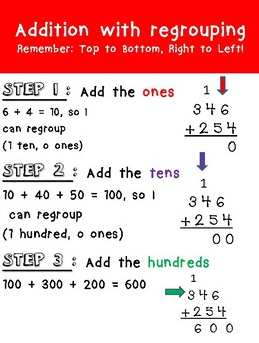 Addition with regrouping
Remember: Top to Bottom, Right to Left!
STEP 1: Add the ones
6 + 4 = 10, so I
can regroup
(1 ten, 0 ones)
1
346
+254
0
STEP 2: Add the tens
10 + 40 + 50 = 100, so I
can regroup
(1 hundred, 0 ones)
1
346
+254
00
STEP 3: Add the hundreds
100 + 300 + 200 = 600
1
346
+254
600